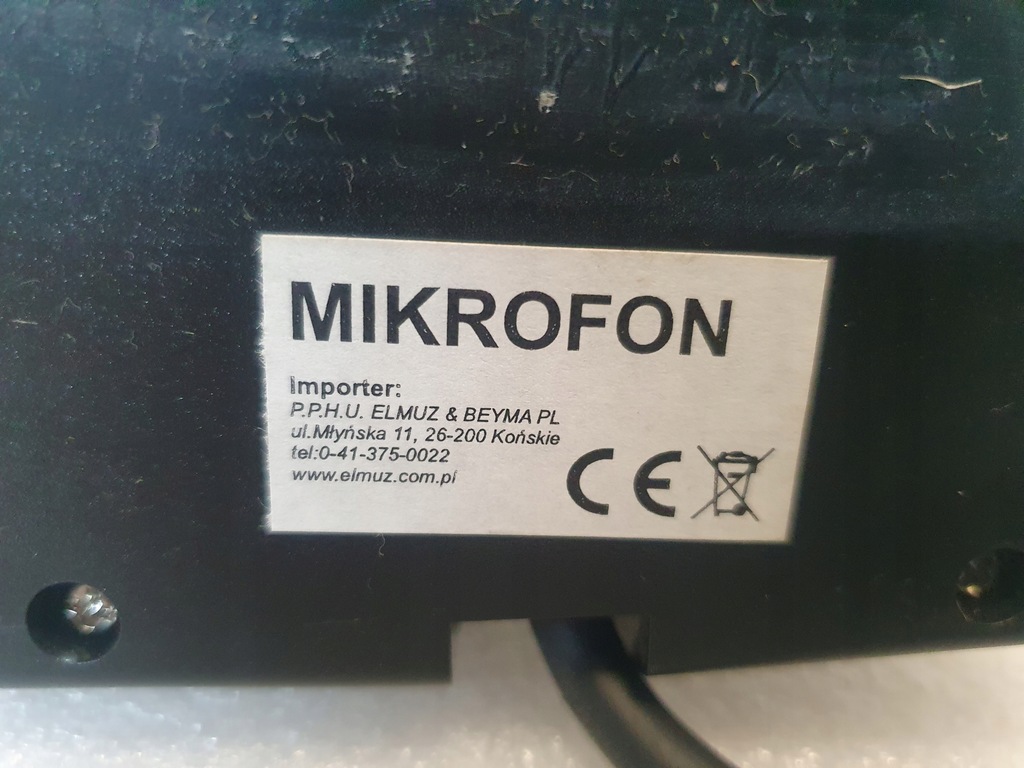 MIKROFON
Importer:
P.P.H.U. ELMUZ & BEYMA PL
ul.Młyńska 11, 26-200 Końskie
tel:0-41-375-0022
www.elmuz.com.pl
CE